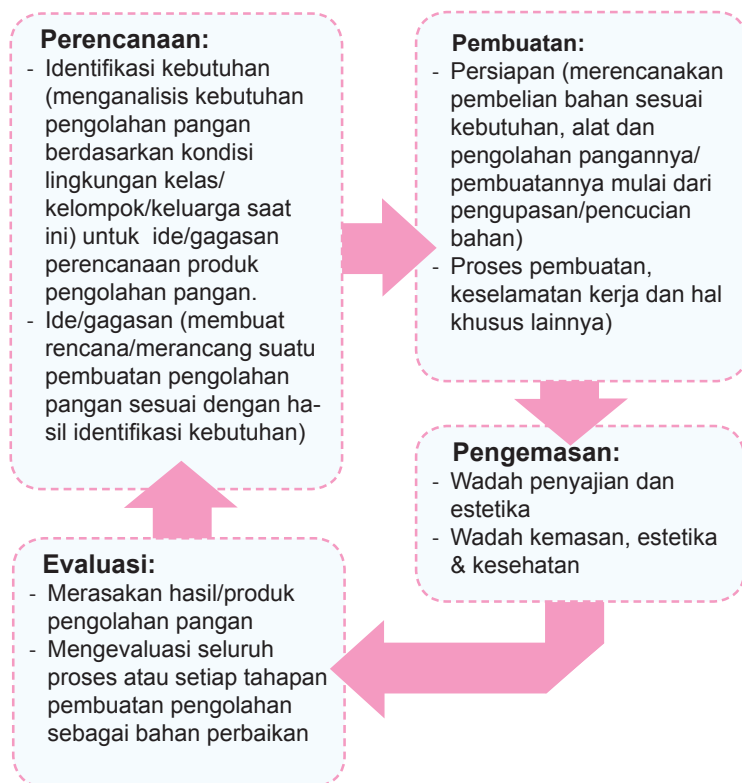 Perencanaan:
- Identifikasi kebutuhan
(menganalisis kebutuhan
pengolahan pangan
berdasarkan kondisi
lingkungan kelas/
kelompok/keluarga saat
ini) untuk ide/gagasan
perencanaan produk
pengolahan pangan.
- Ide/gagasan (membuat
rencana/merancang suatu
pembuatan pengolahan
pangan sesuai dengan ha-
sil identifikasi kebutuhan)
Pembuatan:
- Persiapan (merencanakan
pembelian bahan sesuai
kebutuhan, alat dan
pengolahan pangannya/
pembuatannya mulai dari
pengupasan/pencucian
bahan)
- Proses pembuatan,
keselamatan kerja dan hal
khusus lainnya)
Pengemasan:
- Wadah penyajian dan
estetika
- Wadah kemasan, estetika
& kesehatan
Evaluasi:
- Merasakan hasil/produk
pengolahan pangan
- Mengevaluasi seluruh
proses atau setiap tahapan
pembuatan pengolahan
sebagai bahan perbaikan